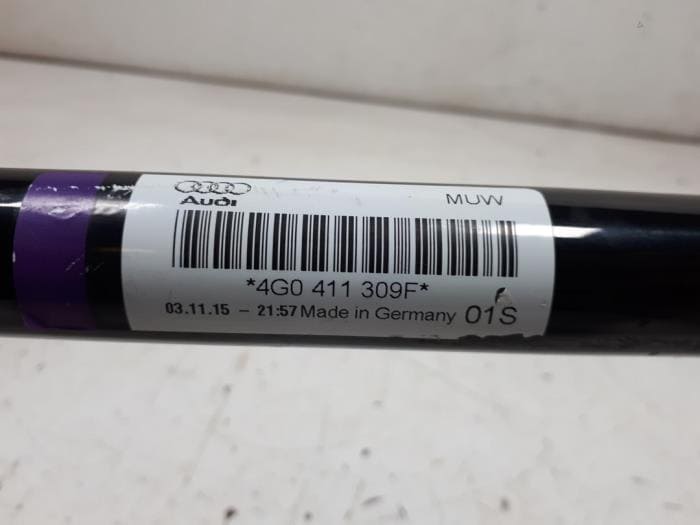 Audi
MUW
*4G0 411 309F*
03.11.15 – 21:57 Made in Germany 01S